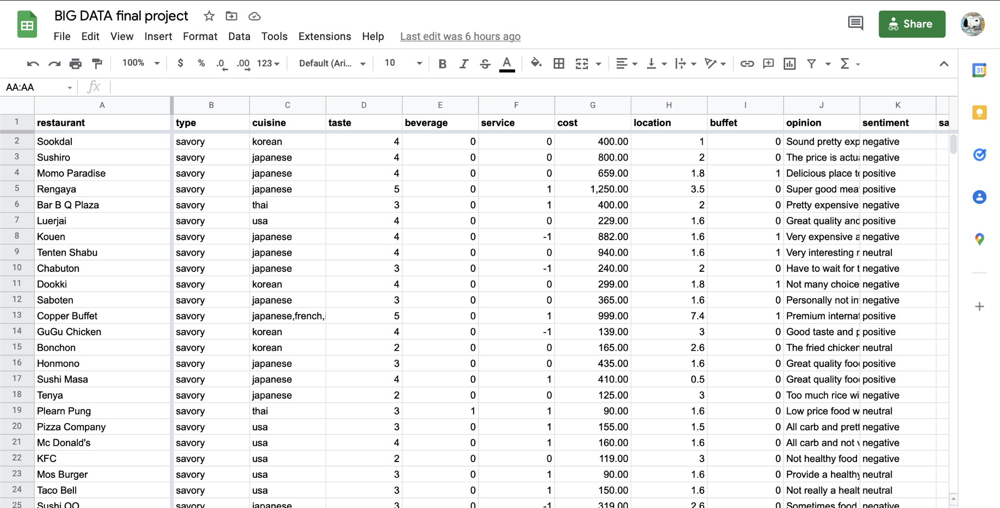 BIG DATA final project
File Edit View Insert Format Data Tools Extensions Help Last edit was 6 hours ago
Share
100% $ % .0 .00 123 Default (Ari... 10 B I S A
31
AA:AA fx
A B C D E F G H I J K
1 restaurant type cuisine taste beverage service cost location buffet opinion sentiment sa
2 Sookdal savory korean 4 0 0 400.00 1 0 Sound pretty exp negative
3 Sushiro savory japanese 4 0 0 800.00 2 0 The price is actu negative
4 Momo Paradise savory japanese 4 0 0 659.00 1.8 1 Delicious place to positive
5 Rengaya savory japanese 5 0 1 1,250.00 3.5 0 Super good mea positive
6 Bar B Q Plaza savory thai 3 0 1 400.00 2 0 Pretty expensive negative
7 Luerjai savory usa 4 0 0 229.00 1.6 0 Great quality and positive
8 Kouen savory japanese 4 0 -1 882.00 1.6 1 Very expensive a negative
9 Tenten Shabu savory japanese 4 0 0 940.00 1.6 1 Very interesting neutral
10 Chabuton savory japanese 3 0 -1 240.00 2 0 Have to wait for t negative
11 Dookki savory korean 4 0 0 299.00 1.8 1 Not many choice negative
12 Saboten savory japanese 3 0 0 365.00 1.6 0 Personally not in negative
13 Copper Buffet savory japanese,french,i 5 0 1 999.00 7.4 1 Premium internat positive
14 GuGu Chicken savory korean 4 0 -1 139.00 3 0 Good taste and p positive
15 Bonchon savory korean 2 0 0 165.00 2.6 0 The fried chicken neutral
16 Honmono savory japanese 3 0 0 435.00 1.6 0 Great quality foo positive
17 Sushi Masa savory japanese 4 0 1 410.00 0.5 0 Great quality foo positive
18 Tenya savory japanese 2 0 0 125.00 3 0 Too much rice wi negative
19 Plearn Pung savory thai 3 1 1 90.00 1.6 0 Low price food w neutral
20 Pizza Company savory usa 3 0 1 155.00 1.5 0 All carb and prett negative
21 Mc Donald's savory usa 4 0 1 160.00 1.6 0 All carb and not negative
22 KFC savory usa 2 0 0 119.00 3 0 Not healthy food negative
23 Mos Burger savory usa 3 0 1 90.00 1.6 0 Provide a healthy neutral
24 Taco Bell savory usa 3 0 1 150.00 1.6 0 Not really a healt neutral
25 Sushi OO savory japanese 3 0 -1 319.00 2.6 0 Sometimes food negative